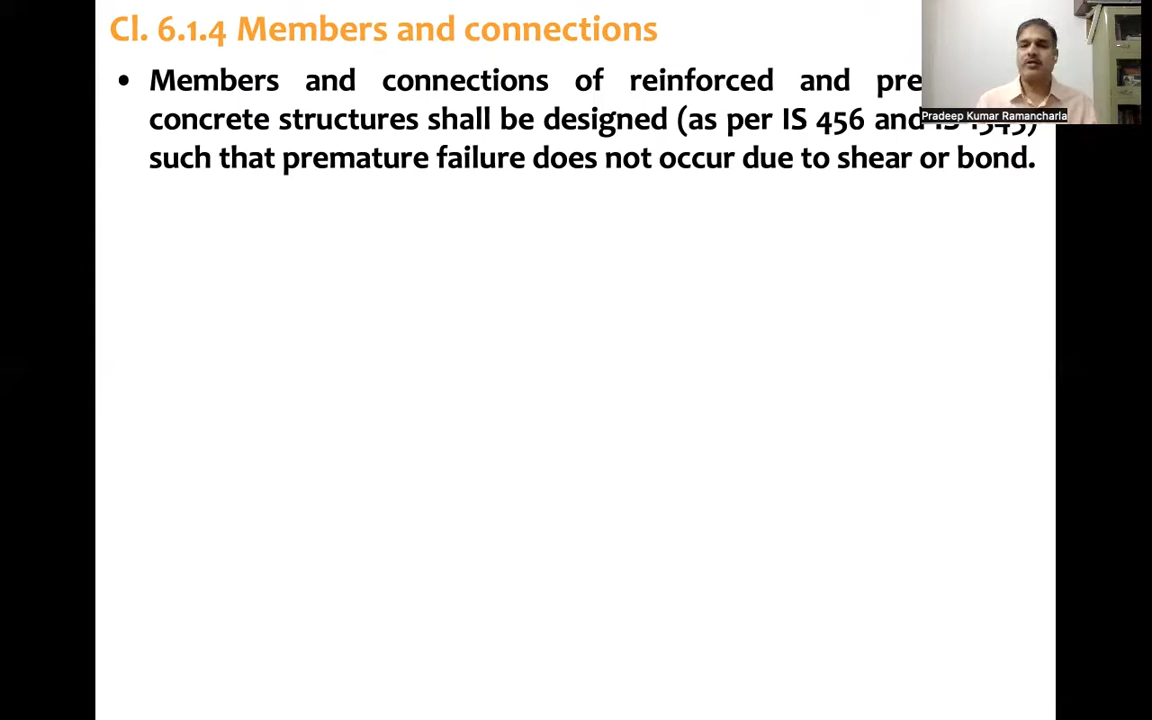 Cl. 6.1.4 Members and connections
• Members and connections of reinforced and pre
concrete structures shall be designed (as per IS 456 and IS 1343)
such that premature failure does not occur due to shear or bond.
Pradeep Kumar Ramancharla